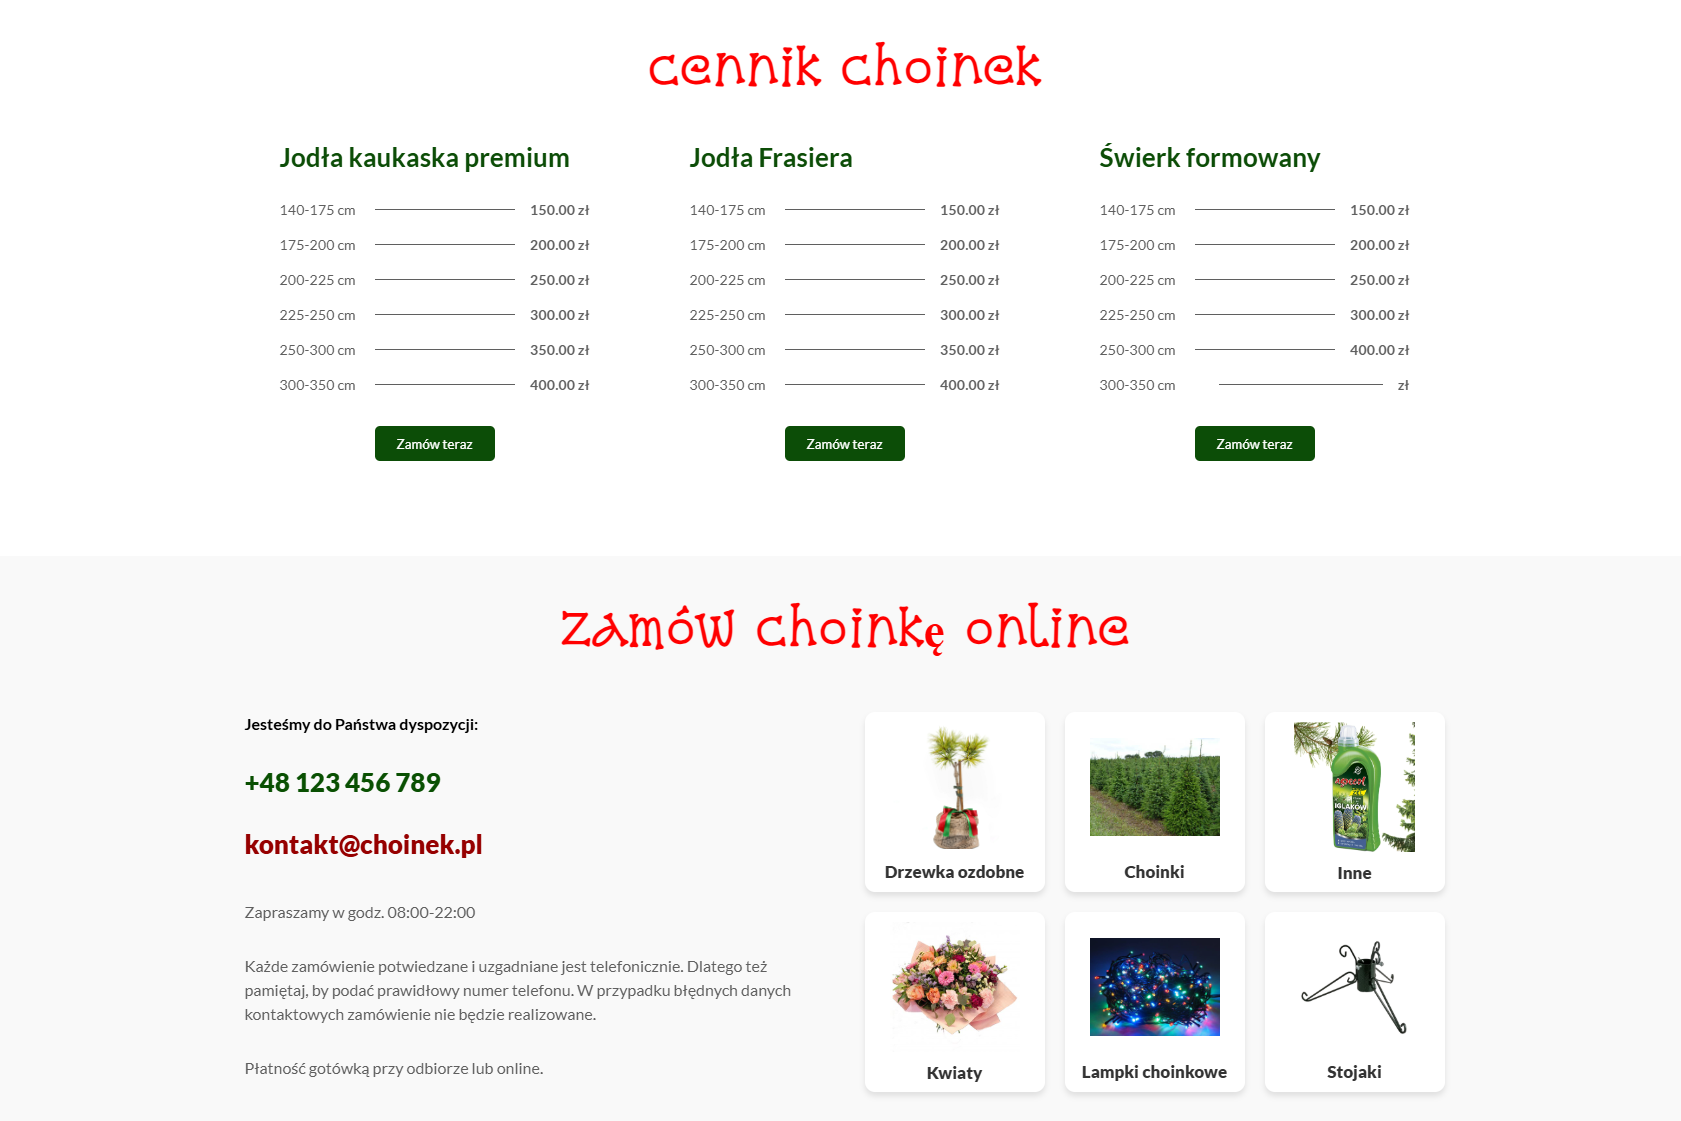 cennik choinek
Jodła kaukaska premium
140-175 cm 150.00 zł
175-200 cm 200.00 zł
200-225 cm 250.00 zł
225-250 cm 300.00 zł
250-300 cm 350.00 zł
300-350 cm 400.00 zł
Zamów teraz
Jodła Frasiera
140-175 cm 150.00 zł
175-200 cm 200.00 zł
200-225 cm 250.00 zł
225-250 cm 300.00 zł
250-300 cm 350.00 zł
300-350 cm 400.00 zł
Zamów teraz
Świerk formowany
140-175 cm 150.00 zł
175-200 cm 200.00 zł
200-225 cm 250.00 zł
225-250 cm 300.00 zł
250-300 cm 400.00 zł
300-350 cm zł
Zamów teraz
zamów choinkę online
Jesteśmy do Państwa dyspozycji:
+48 123 456 789
kontakt@choinek.pl
Zapraszamy w godz. 08:00-22:00
Każde zamówienie potwiedzane i uzgadniane jest telefonicznie. Dlatego też
pamiętaj, by podać prawidłowy numer telefonu. W przypadku błędnych danych
kontaktowych zamówienie nie będzie realizowane.
Płatność gotówką przy odbiorze lub online.
Drzewka ozdobne
Choinki
IGLAKÓW
Inne
Kwiaty
Lampki choinkowe
Stojaki